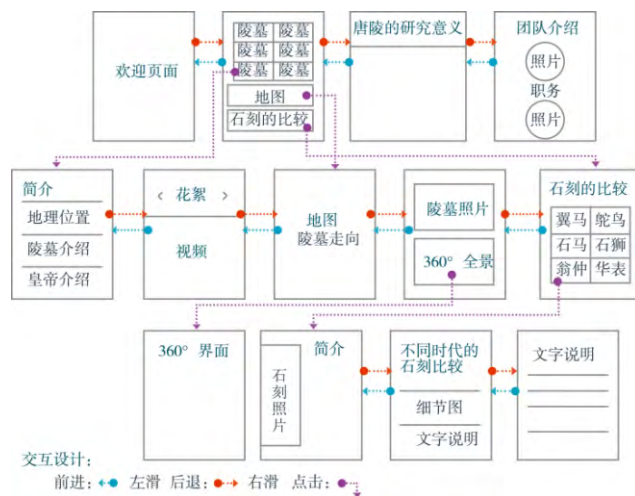 欢迎页面
陵墓 陵墓
陵墓 陵墓
陵墓 陵墓
地图
石刻的比较
唐陵的研究意义
团队介绍
照片
职务
照片
简介
地理位置
陵墓介绍
皇帝介绍
〈 花絮 〉
视频
地图
陵墓走向
陵墓照片
360° 全景
石刻的比较
翼马 鸵鸟
石马 石狮
翁仲 华表
360° 界面
简介
石刻照片
不同时代的
石刻比较
细节图
文字说明
文字说明
交互设计:
前进: 左滑 后退: 右滑 点击: